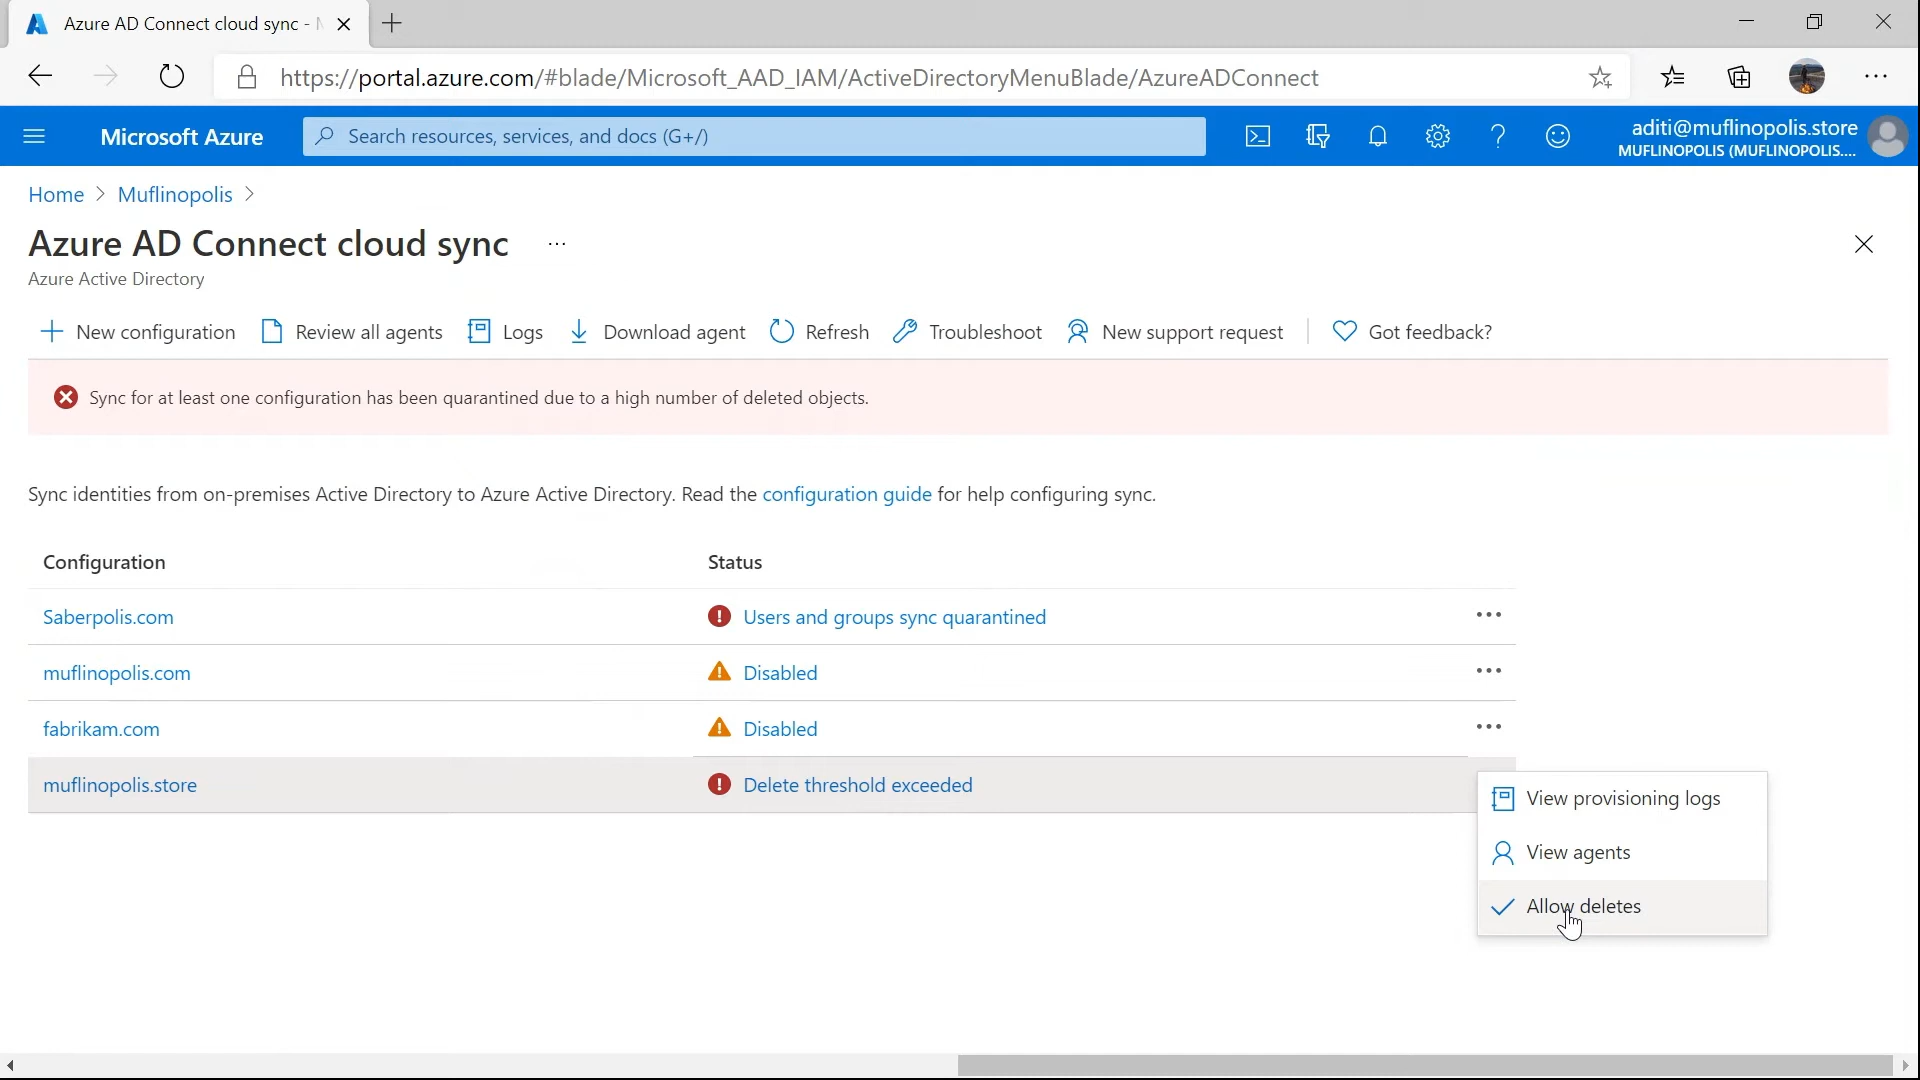 Azure AD Connect cloud sync - M
https://portal.azure.com/#blade/Microsoft_AAD_IAM/ActiveDirectoryMenuBlade/AzureADConnect
Microsoft Azure
Search resources, services, and docs (G+/)
aditi@muflinopolis.store
MUFLINOPOLIS (MUFLINOPOLIS....
Home > Muflinopolis >
Azure AD Connect cloud sync ...
Azure Active Directory
New configuration Review all agents Logs Download agent Refresh Troubleshoot New support request Got feedback?
Sync for at least one configuration has been quarantined due to a high number of deleted objects.
Sync identities from on-premises Active Directory to Azure Active Directory. Read the configuration guide for help configuring sync.
Configuration Status
Saberpolis.com Users and groups sync quarantined
muflinopolis.com Disabled
fabrikam.com Disabled
muflinopolis.store Delete threshold exceeded
View provisioning logs
View agents
Allow deletes